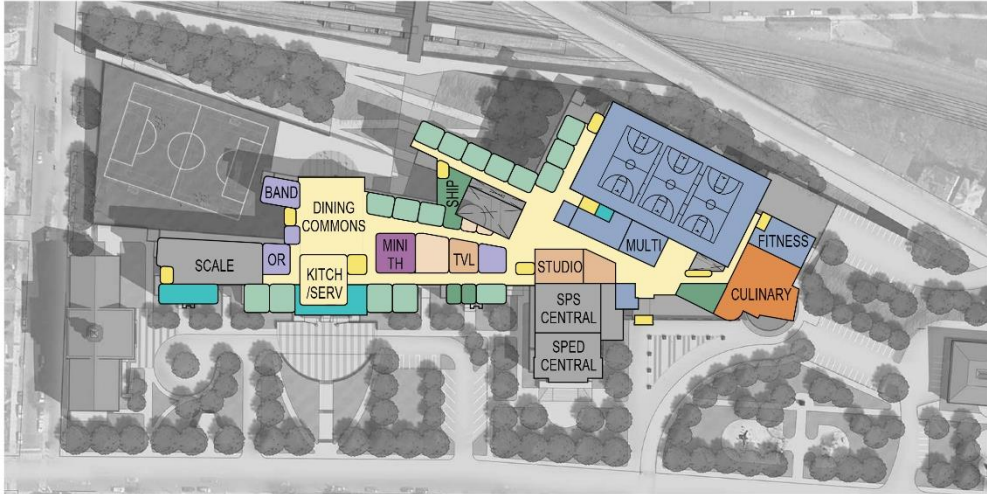 BAND
DINING
COMMONS
SHIP
SCALE
OR
KITCH
/SERV
MINI
TH
TVL
STUDIO
MULTI
FITNESS
CULINARY
SPS
CENTRAL
SPED
CENTRAL